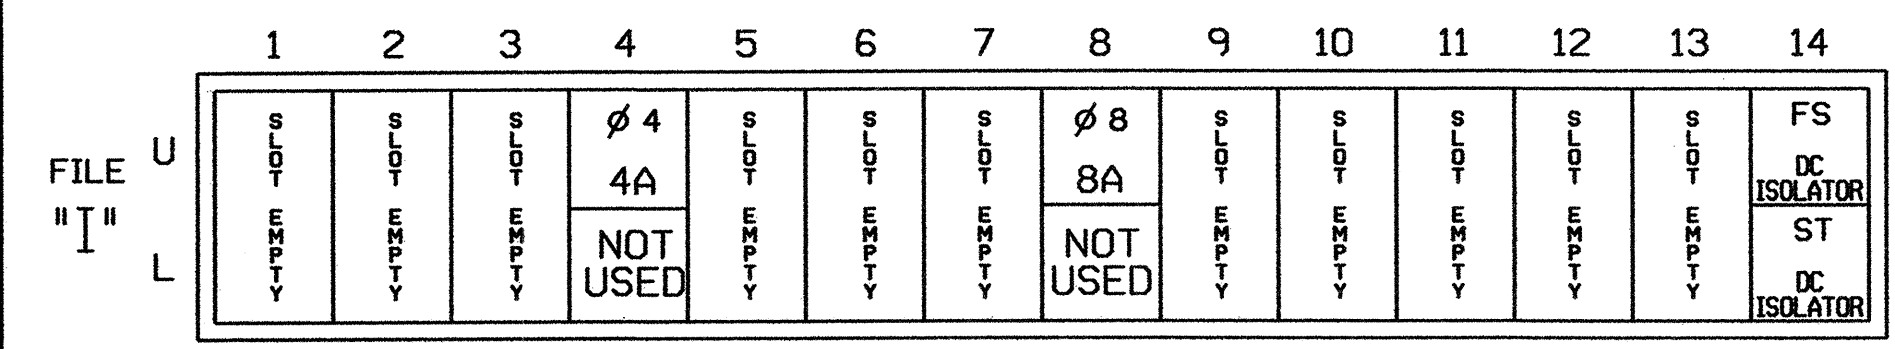 1 2 3 4 5 6 7 8 9 10 11 12 13 14
FILE "I"
U
L
SLOT EMPTY
SLOT EMPTY
SLOT EMPTY
Ø 4
4A
NOT
USED
SLOT EMPTY
SLOT EMPTY
SLOT EMPTY
Ø 8
8A
NOT
USED
SLOT EMPTY
SLOT EMPTY
SLOT EMPTY
SLOT EMPTY
SLOT EMPTY
FS
DC
ISOLATOR
ST
DC
ISOLATOR